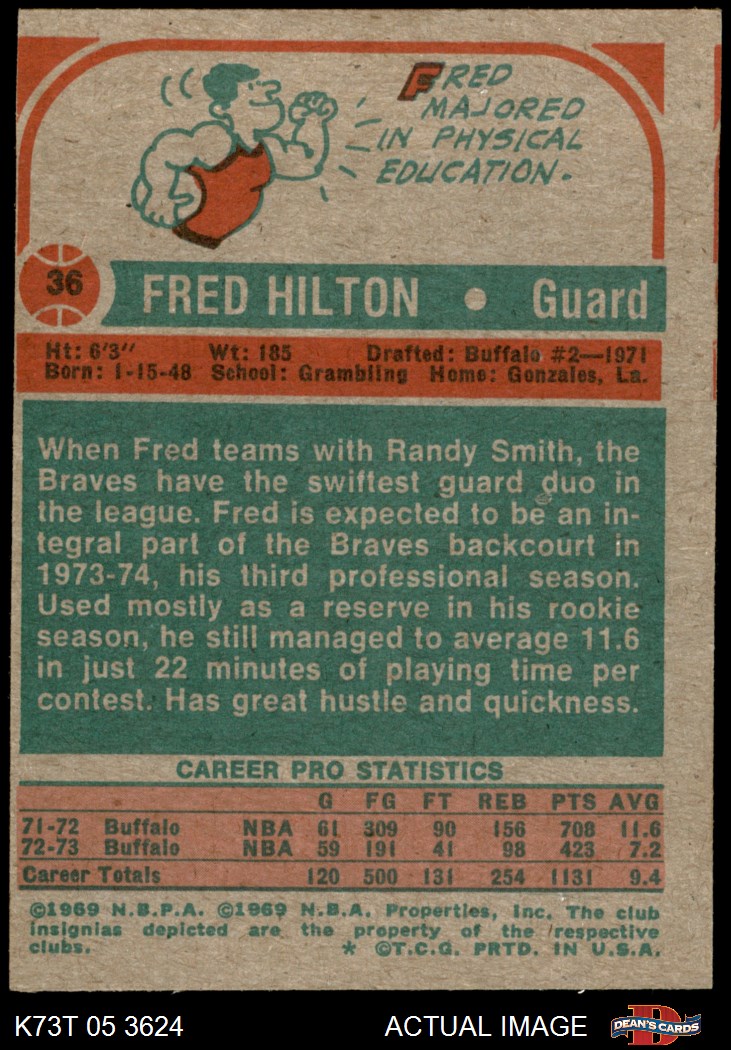 FRED
MAJORED
IN PHYSICAL
EDUCATION.
36
FRED HILTON • Guard
Ht: 6'3" Wt: 185 Drafted: Buffalo #2—1971
Born: 1-15-48 School: Grambling Home: Gonzales, La.
When Fred teams with Randy Smith, the
Braves have the swiftest guard duo in
the league. Fred is expected to be an in-
tegral part of the Braves backcourt in
1973-74, his third professional season.
Used mostly as a reserve in his rookie
season, he still managed to average 11.6
in just 22 minutes of playing time per
contest. Has great hustle and quickness.
CAREER PRO STATISTICS
G FG FT REB PTS AVG
71-72 Buffalo NBA 61 309 90 156 708 11.6
72-73 Buffalo NBA 59 191 41 98 423 7.2
Career Totals 120 500 131 254 1131 9.4
©1969 N.B.P.A. ©1969 N.B.A. Properties, Inc. The club
insignias depicted are the property of the respective
clubs. * ©T.C.G. PRTD. IN U.S.A.
K73T 05 3624 ACTUAL IMAGE
D
DEAN'S CARDS